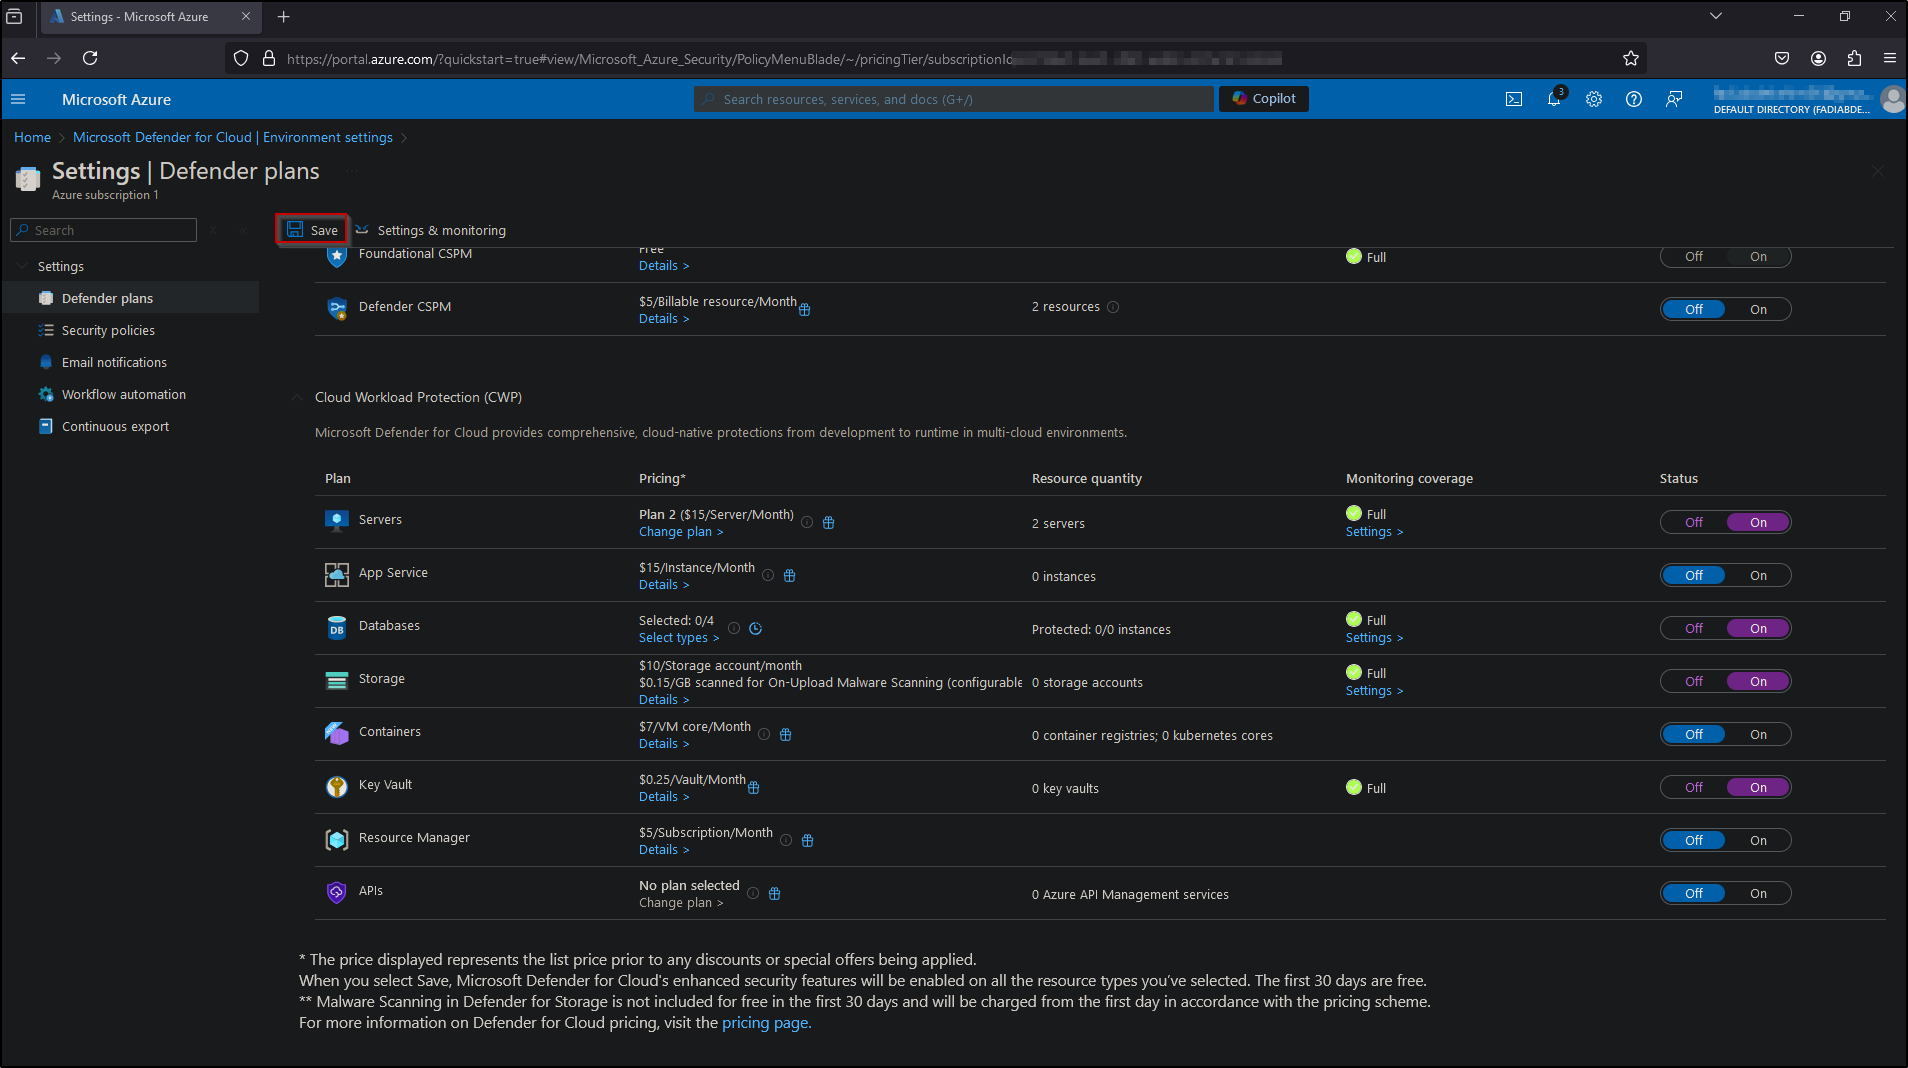 Settings - Microsoft Azure
https://portal.azure.com/?quickstart=true#view/Microsoft_Azure_Security/PolicyMenuBlade/~/pricingTier/subscriptionId
Microsoft Azure
Search resources, services, and docs (G+/)
Copilot
3
DEFAULT DIRECTORY (FADIABDE...
Home > Microsoft Defender for Cloud | Environment settings >
Settings | Defender plans
...
Azure subscription 1
Search
Save
Settings & monitoring
Settings
Defender plans
Security policies
Email notifications
Workflow automation
Continuous export
Foundational CSPM
Free
Details >
Full
Off On
Defender CSPM
$5/Billable resource/Month
Details >
2 resources
Off On
Cloud Workload Protection (CWP)
Microsoft Defender for Cloud provides comprehensive, cloud-native protections from development to runtime in multi-cloud environments.
Plan Pricing* Resource quantity Monitoring coverage Status
Servers
Plan 2 ($15/Server/Month)
Change plan >
2 servers
Full
Settings >
Off On
App Service
$15/Instance/Month
Details >
0 instances
Off On
DB
Databases
Selected: 0/4
Select types >
Protected: 0/0 instances
Full
Settings >
Off On
Storage
$10/Storage account/month
$0.15/GB scanned for On-Upload Malware Scanning (configurable
Details >
0 storage accounts
Full
Settings >
Off On
Containers
$7/VM core/Month
Details >
0 container registries; 0 kubernetes cores
Off On
Key Vault
$0.25/Vault/Month
Details >
0 key vaults
Full
Off On
Resource Manager
$5/Subscription/Month
Details >
Off On
APIs
No plan selected
Change plan >
0 Azure API Management services
Off On
* The price displayed represents the list price prior to any discounts or special offers being applied.
When you select Save, Microsoft Defender for Cloud's enhanced security features will be enabled on all the resource types you've selected. The first 30 days are free.
** Malware Scanning in Defender for Storage is not included for free in the first 30 days and will be charged from the first day in accordance with the pricing scheme.
For more information on Defender for Cloud pricing, visit the pricing page.